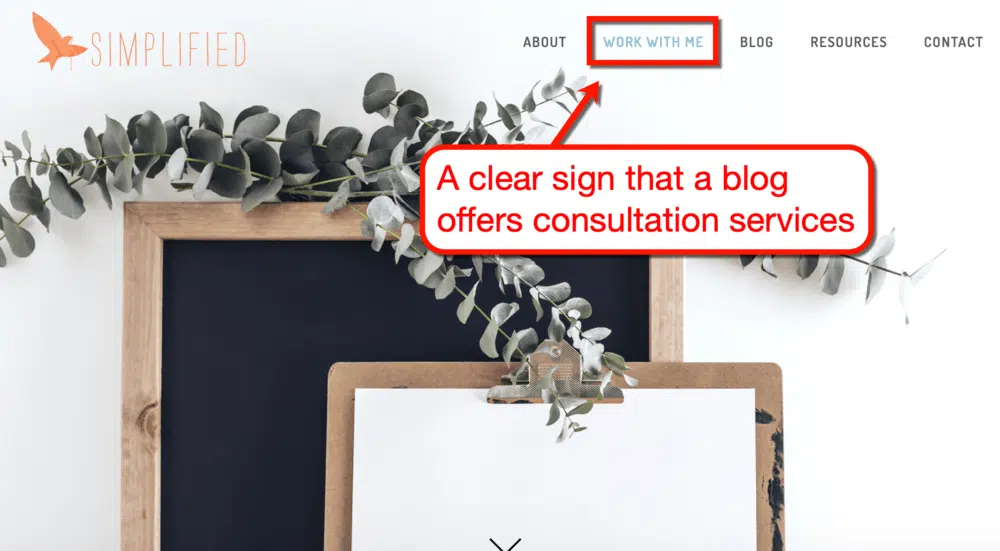 SIMPLIFIED
ABOUT
WORK WITH ME
BLOG
RESOURCES
CONTACT
A clear sign that a blog
offers consultation services